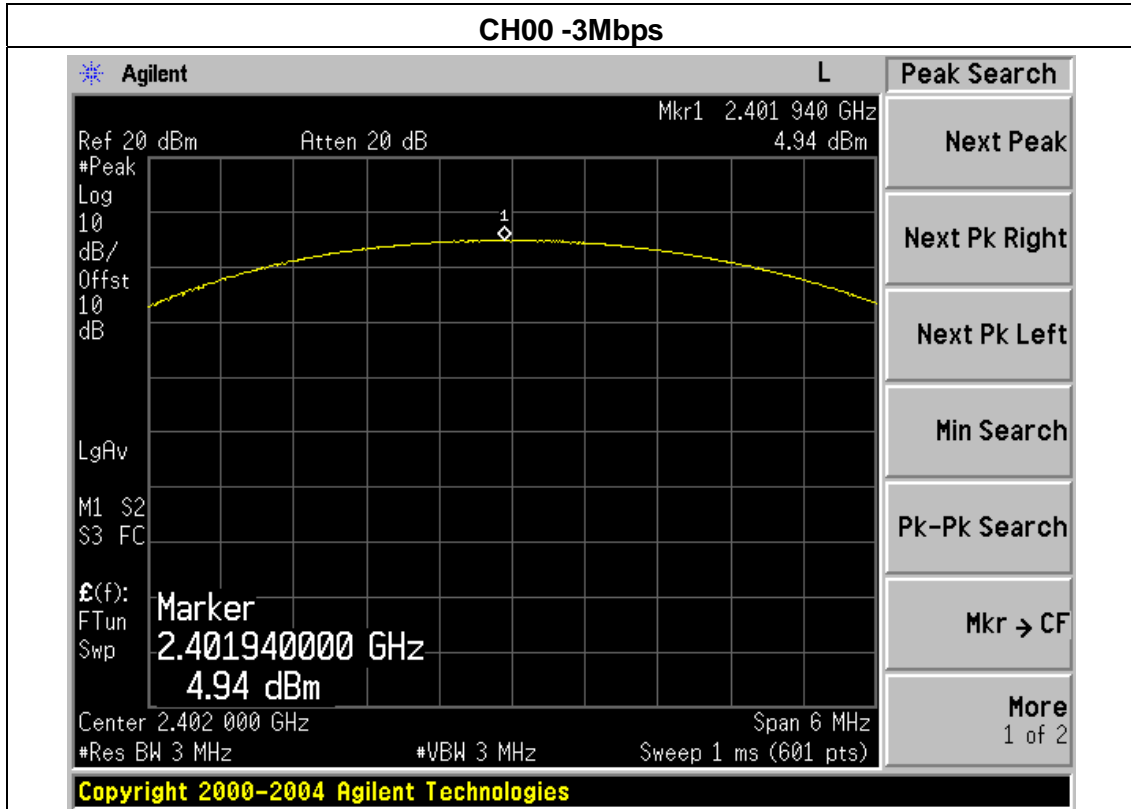 CH00 -3Mbps
Agilent
L
Peak Search
Mkr1 2.401 940 GHz
Ref 20 dBm Atten 20 dB 4.94 dBm
#Peak
Log
10
dB/
Offst
10
dB
1
LgAv
M1 S2
S3 FC
£(f):
FTun
Swp
Marker
2.401940000 GHz
4.94 dBm
Center 2.402 000 GHz Span 6 MHz
#Res BW 3 MHz #VBW 3 MHz Sweep 1 ms (601 pts)
Copyright 2000-2004 Agilent Technologies
Next Peak
Next Pk Right
Next Pk Left
Min Search
Pk-Pk Search
Mkr → CF
More
1 of 2